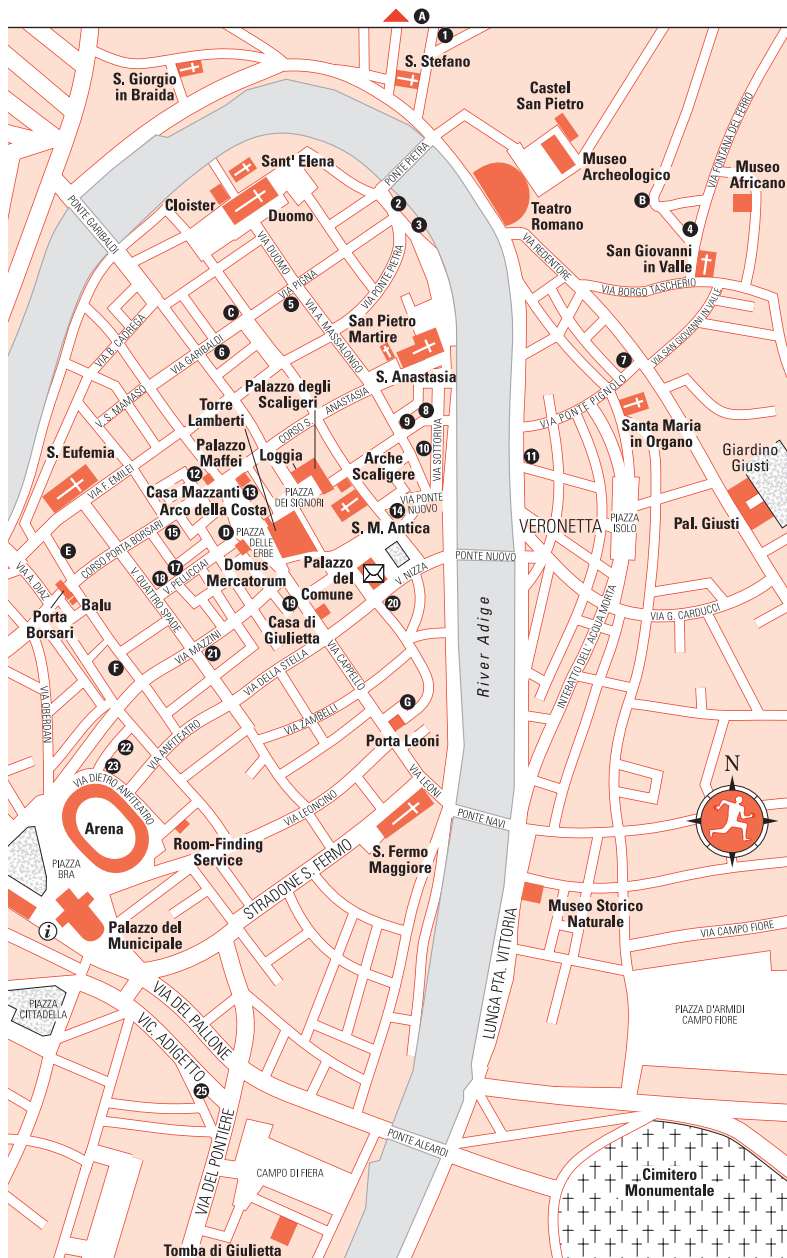 A
1
S. Giorgio
in Braida
S. Stefano
Castel
San Pietro
Museo
Archeologico
Museo
Africano
VIA FONTANA DEL FERRO
Sant' Elena
PONTE PIETRA
Cloister
Duomo
2
3
B
4
Teatro
Romano
San Giovanni
in Valle
PONTE GARIBALDI
VIA DUOMO
VIA REDENTORE
VIA BORGO TASCHERIO
VIA PIGNA
VIA PONTE PIETRA
C
5
VIA A. MASSALONGO
San Pietro
Martire
VIA B. CADREGA
VIA GARIBALDI
6
S. Anastasia
VIA SAN GIOVANNI IN VALLE
7
Palazzo degli
Scaligeri
V. S. MAMASO
CORSO S. ANASTASIA
VIA PONTE PIGNOLO
Torre
Lamberti
8
9
Santa Maria
in Organo
S. Eufemia
Palazzo
Maffei
Loggia
10
VIA SOTTORIVA
11
Giardino
Giusti
Arche
Scaligere
VIA F. EMILEI
12
Casa Mazzanti
13
Arco della Costa
PIAZZA
DEI SIGNORI
VIA PONTE
NUOVO
14
Pal. Giusti
VERONETTA
PIAZZA
ISOLO
S. M. Antica
CORSO PORTA BORSARI
15
D
PIAZZA
DELLE
ERBE
E
Domus
Mercatorum
Palazzo
del
Comune
PONTE NUOVO
V. NIZZA
17
18
V. PELLICCIAI
VIA A. DIAZ
Porta
Borsari
Balu
V. QUATTRO SPADE
19
Casa di
Giulietta
20
VIA G. CARDUCCI
VIA MAZZINI
21
River Adige
INTERATTO DELL' ACQUA MORTA
F
VIA DELLA STELLA
VIA CAPPELLO
VIA OBERDAN
VIA ZAMBELLI
G
Porta Leoni
22
23
VIA ANFITEATRO
VIA DIETRO ANFITEATRO
VIA LEONI
N
Arena
VIA LEONCINO
PONTE NAVI
Room-Finding
Service
PIAZZA
BRA
STRADONE S. FERMO
S. Fermo
Maggiore
i
Palazzo del
Municipale
Museo Storico
Naturale
VIA CAMPO FIORE
LUNGA PTA. VITTORIA
PIAZZA
CITTADELLA
VIA DEL PALLONE
PIAZZA D'ARMIDI
CAMPO FIORE
VIC. ADIGETTO
25
VIA DEL PONTIERE
PONTE ALEARDI
CAMPO DI FIERA
Cimitero
Monumentale
Tomba di Giulietta